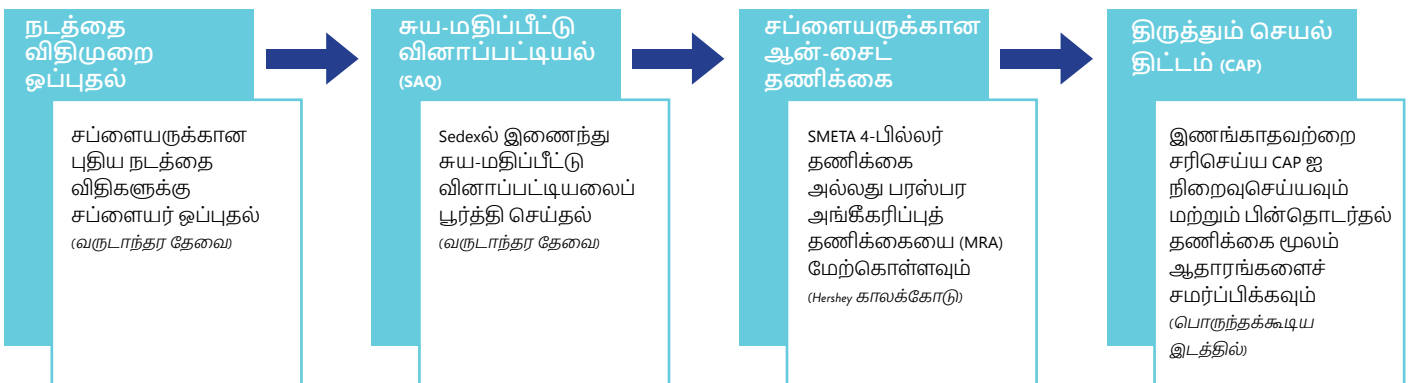 நடத்தை
விதிமுறை
ஒப்புதல்
சப்ளையருக்கான
புதிய நடத்தை
விதிகளுக்கு
சப்ளையர் ஒப்புதல்
(வருடாந்தர தேவை)
சுய-மதிப்பீட்டு
வினாப்பட்டியல்
(SAQ)
Sedexல் இணைந்து
சுய-மதிப்பீட்டு
வினாப்பட்டியலைப்
பூர்த்தி செய்தல்
(வருடாந்தர தேவை)
சப்ளையருக்கான
ஆன்-சைட்
தணிக்கை
SMETA 4-பில்லர்
தணிக்கை
அல்லது பரஸ்பர
அங்கீகரிப்புத்
தணிக்கையை (MRA)
மேற்கொள்ளவும்
(Hershey காலக்கோடு)
திருத்தும் செயல்
திட்டம் (CAP)
இணங்காதவற்றை
சரிசெய்ய CAP ஐ
நிறைவுசெய்யவும்
மற்றும் பின்தொடர்தல்
தணிக்கை மூலம்
ஆதாரங்களைச்
சமர்ப்பிக்கவும்
(பொருந்தக்கூடிய
இடத்தில்)